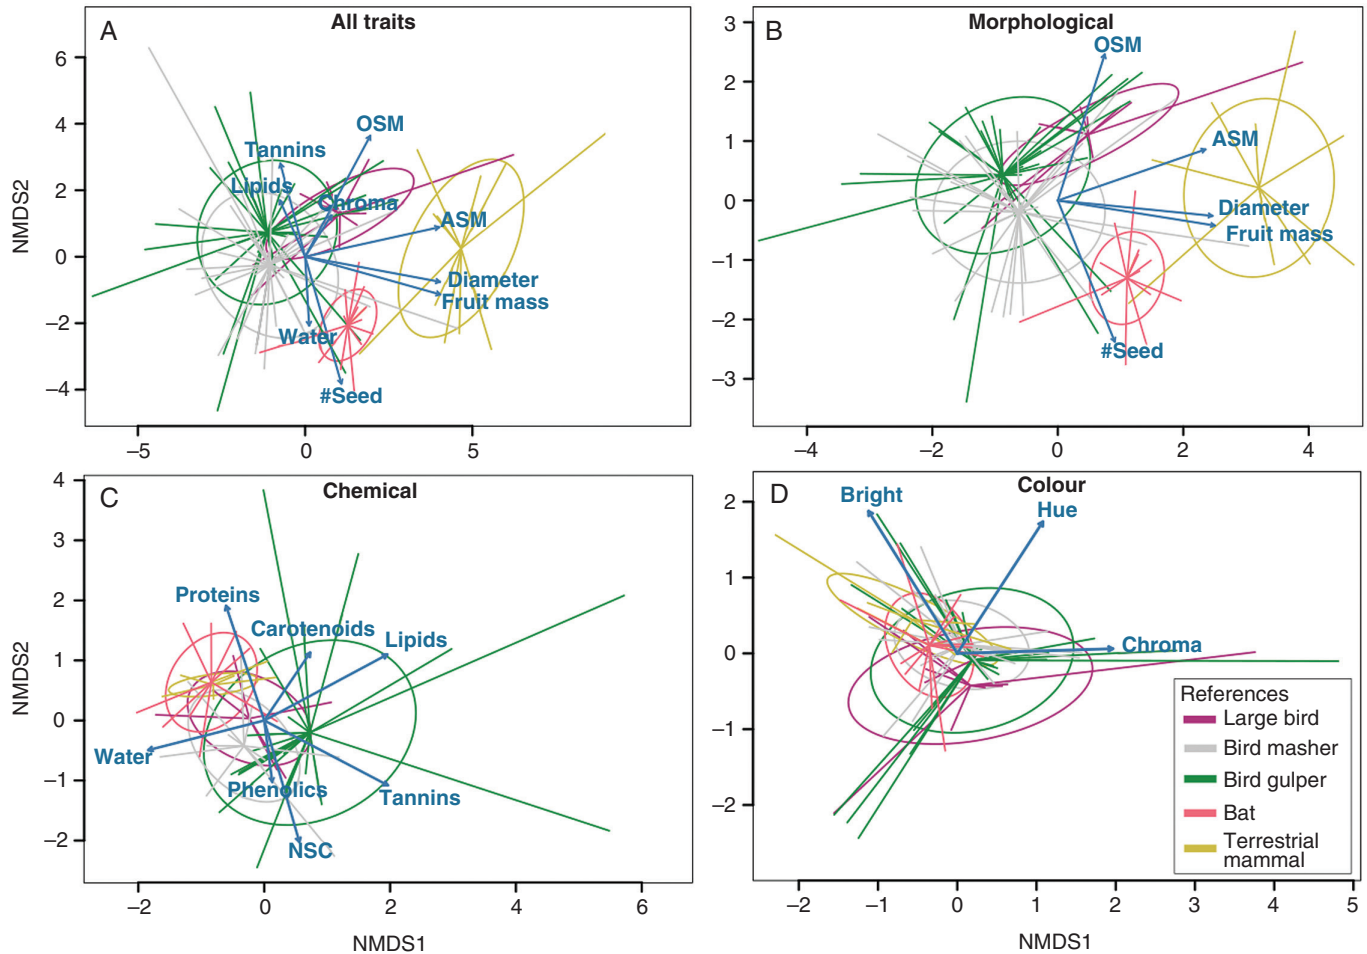 A
All traits
NMDS2
6
4
2
0
–2
–4
–5
0
5
OSM
Tannins
Lipids
Chroma
ASM
Diameter
Fruit mass
Water
#Seed
B
Morphological
3
2
1
0
–1
–2
–3
–4
–2
0
2
4
OSM
ASM
Diameter
Fruit mass
#Seed
C
Chemical
NMDS2
4
3
2
1
0
–1
–2
–2
0
2
4
6
NMDS1
Proteins
Carotenoids
Lipids
Water
Phenolics
Tannins
NSC
D
Colour
2
1
0
–1
–2
–2
–1
0
1
2
3
4
5
NMDS1
Bright
Hue
Chroma
References
Large bird
Bird masher
Bird gulper
Bat
Terrestrial
mammal